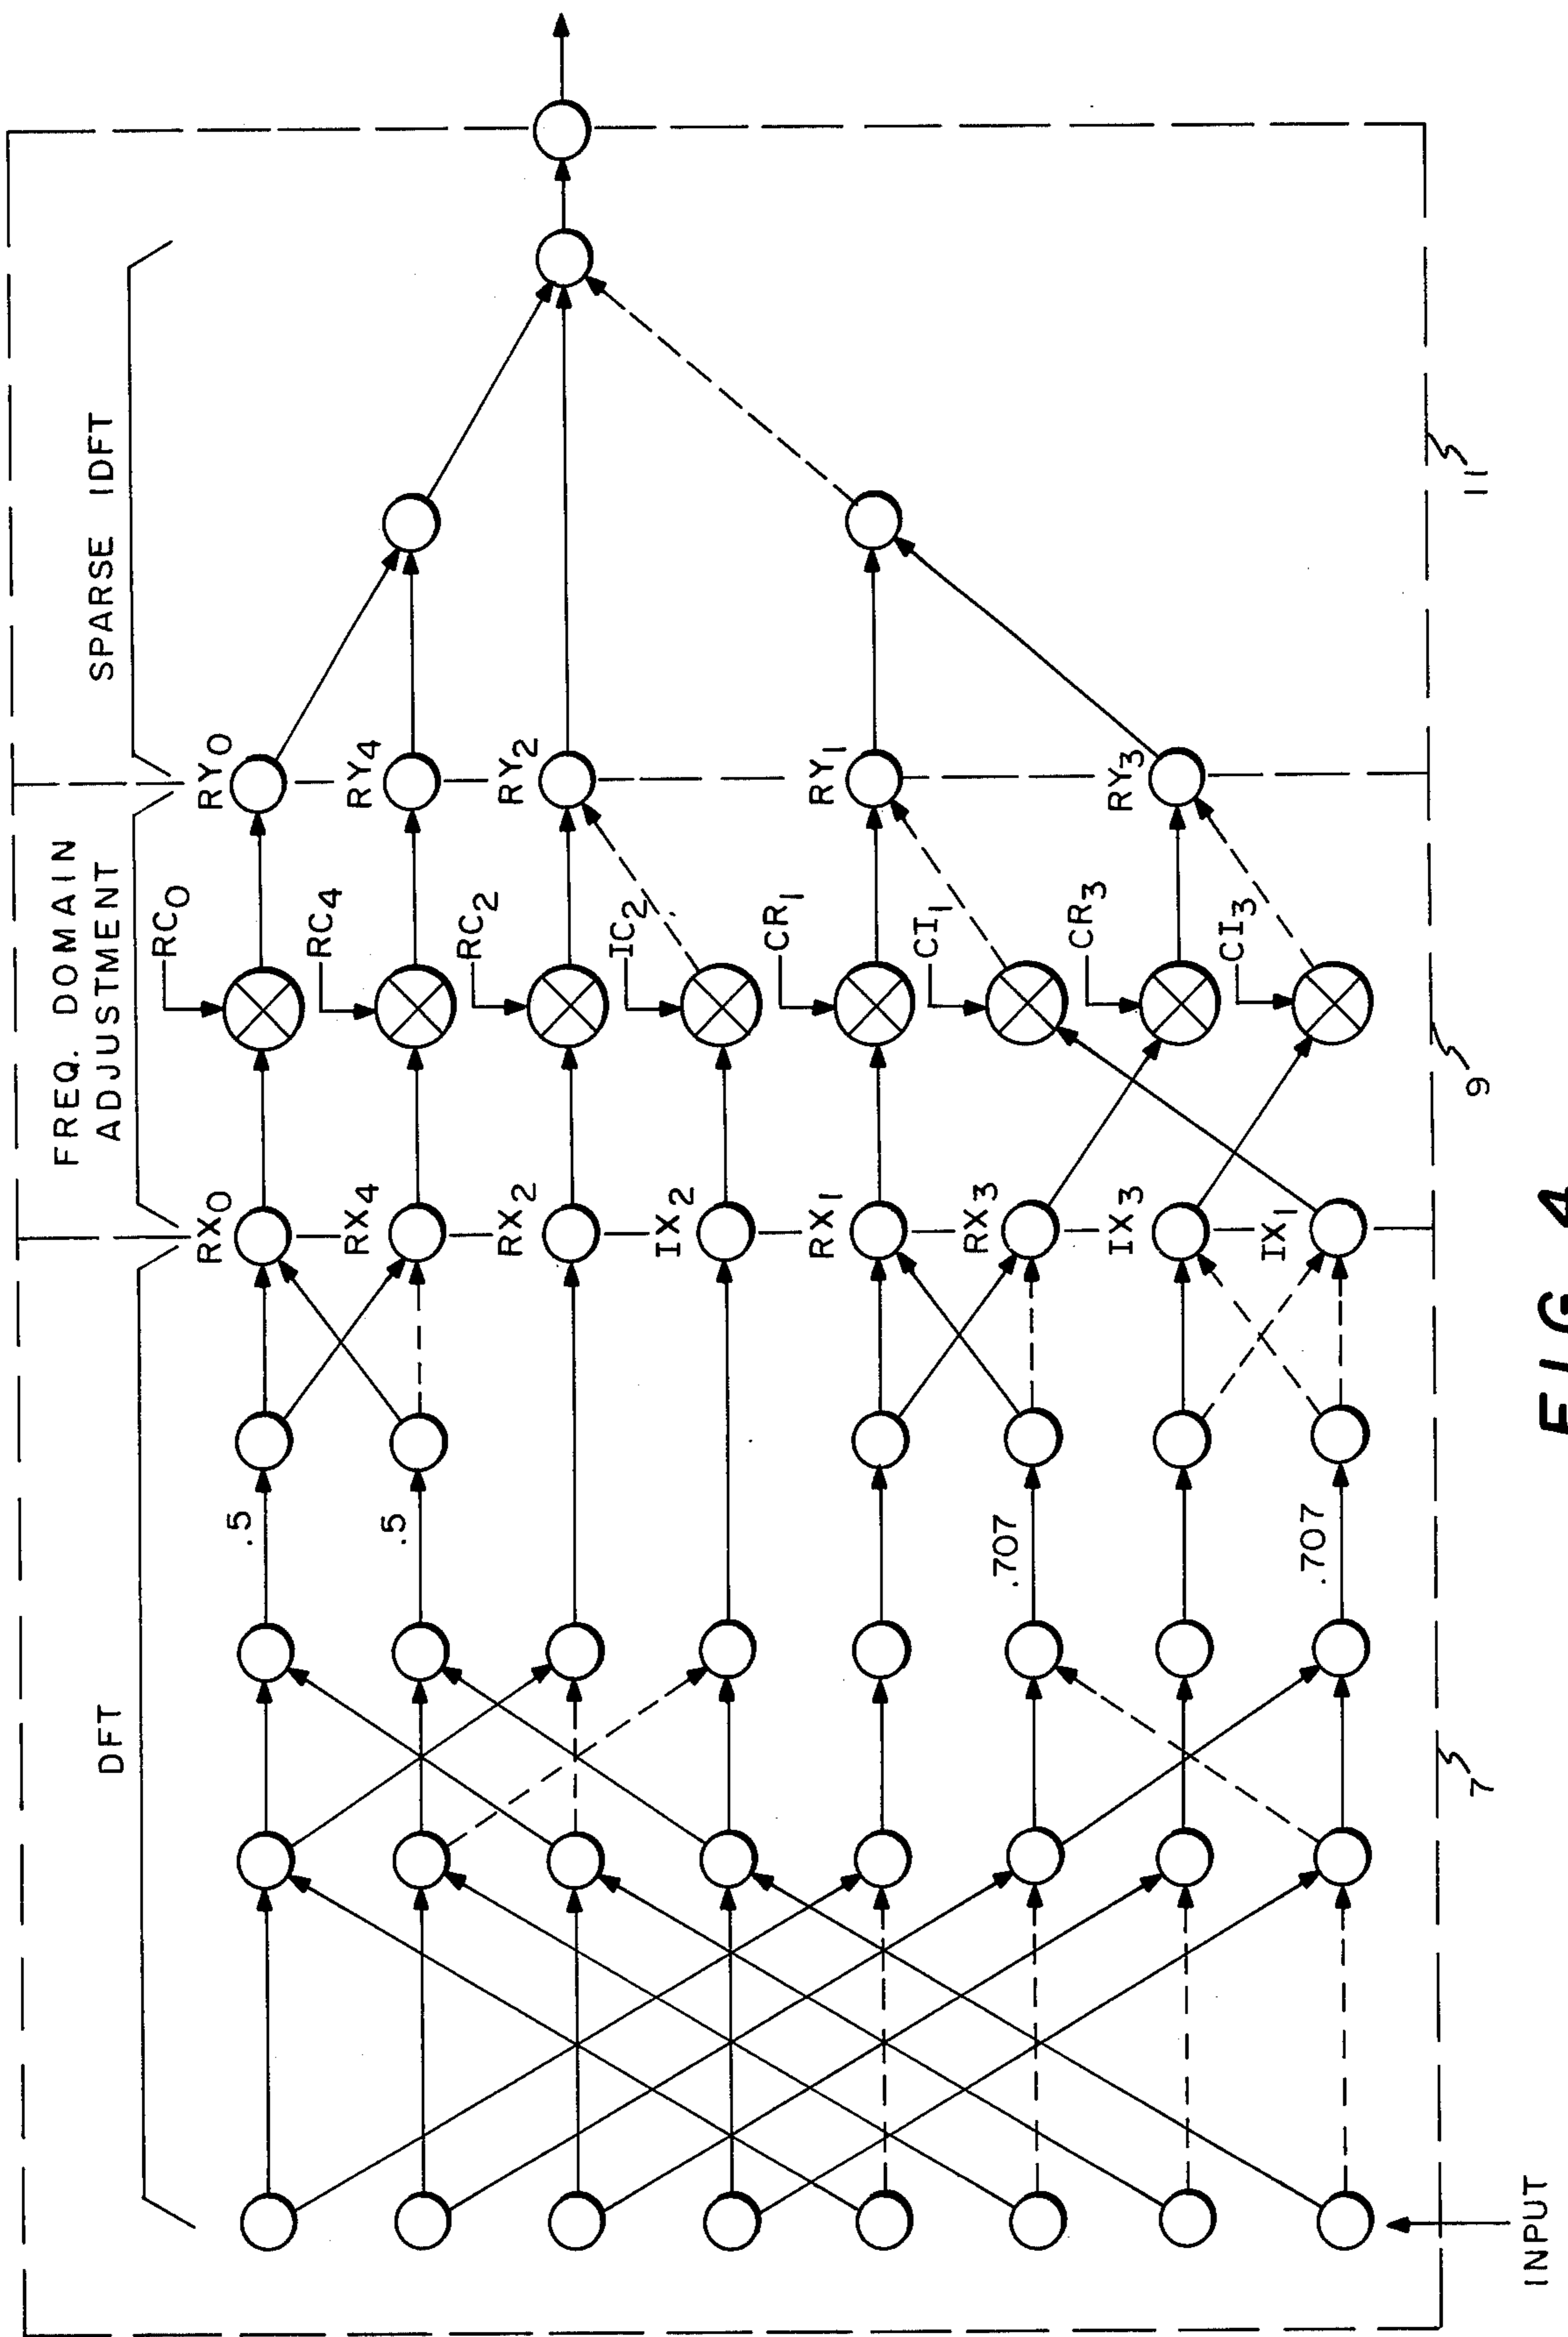 DFT
FREQ. DOMAIN
ADJUSTMENT
SPARSE IDFT
RX0
RX4
RX2
IX2
RX1
RX3
IX3
IX1
.5
.5
.707
.707
RC0
RC4
RC2
IC2
CR1
CI1
CR3
CI3
RY0
RY4
RY2
RY1
RY3
INPUT
7
9
11
FIG 4